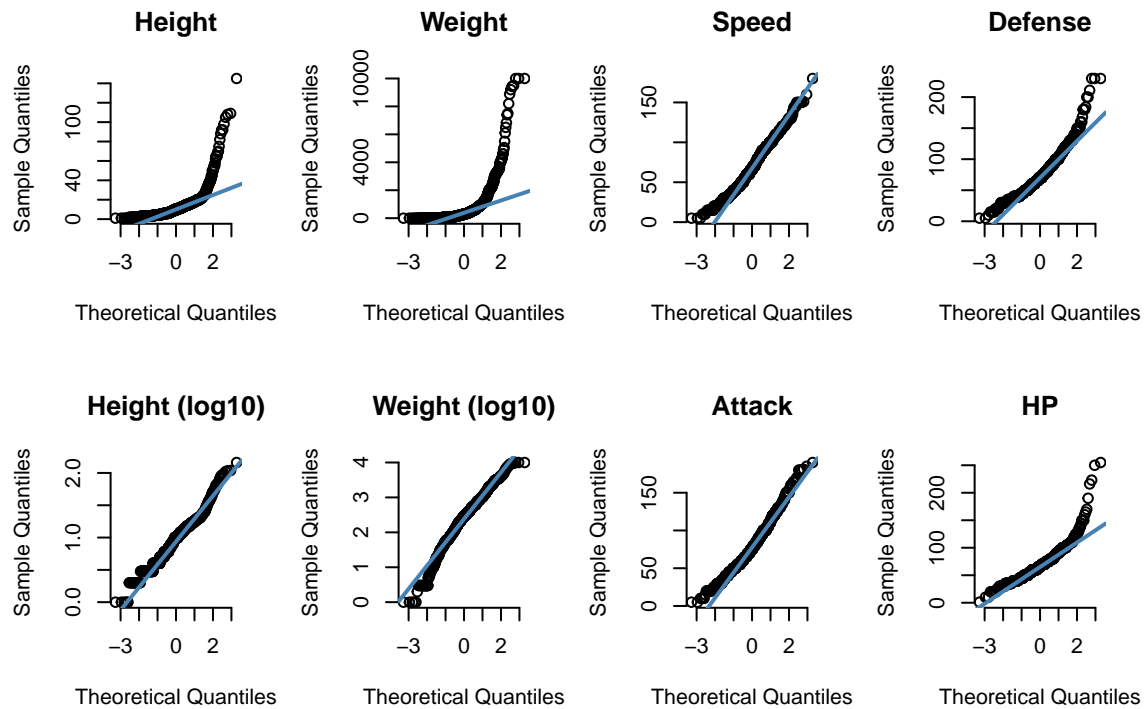 Height
Sample Quantiles
0 40 100
−3 0 2
Theoretical Quantiles
Weight
Sample Quantiles
0 4000 10000
−3 0 2
Theoretical Quantiles
Speed
Sample Quantiles
0 50 150
−3 0 2
Theoretical Quantiles
Defense
Sample Quantiles
0 100 200
−3 0 2
Theoretical Quantiles
Height (log10)
Sample Quantiles
0.0 1.0 2.0
−3 0 2
Theoretical Quantiles
Weight (log10)
Sample Quantiles
0 1 2 3 4
−3 0 2
Theoretical Quantiles
Attack
Sample Quantiles
0 50 150
−3 0 2
Theoretical Quantiles
HP
Sample Quantiles
0 100 200
−3 0 2
Theoretical Quantiles